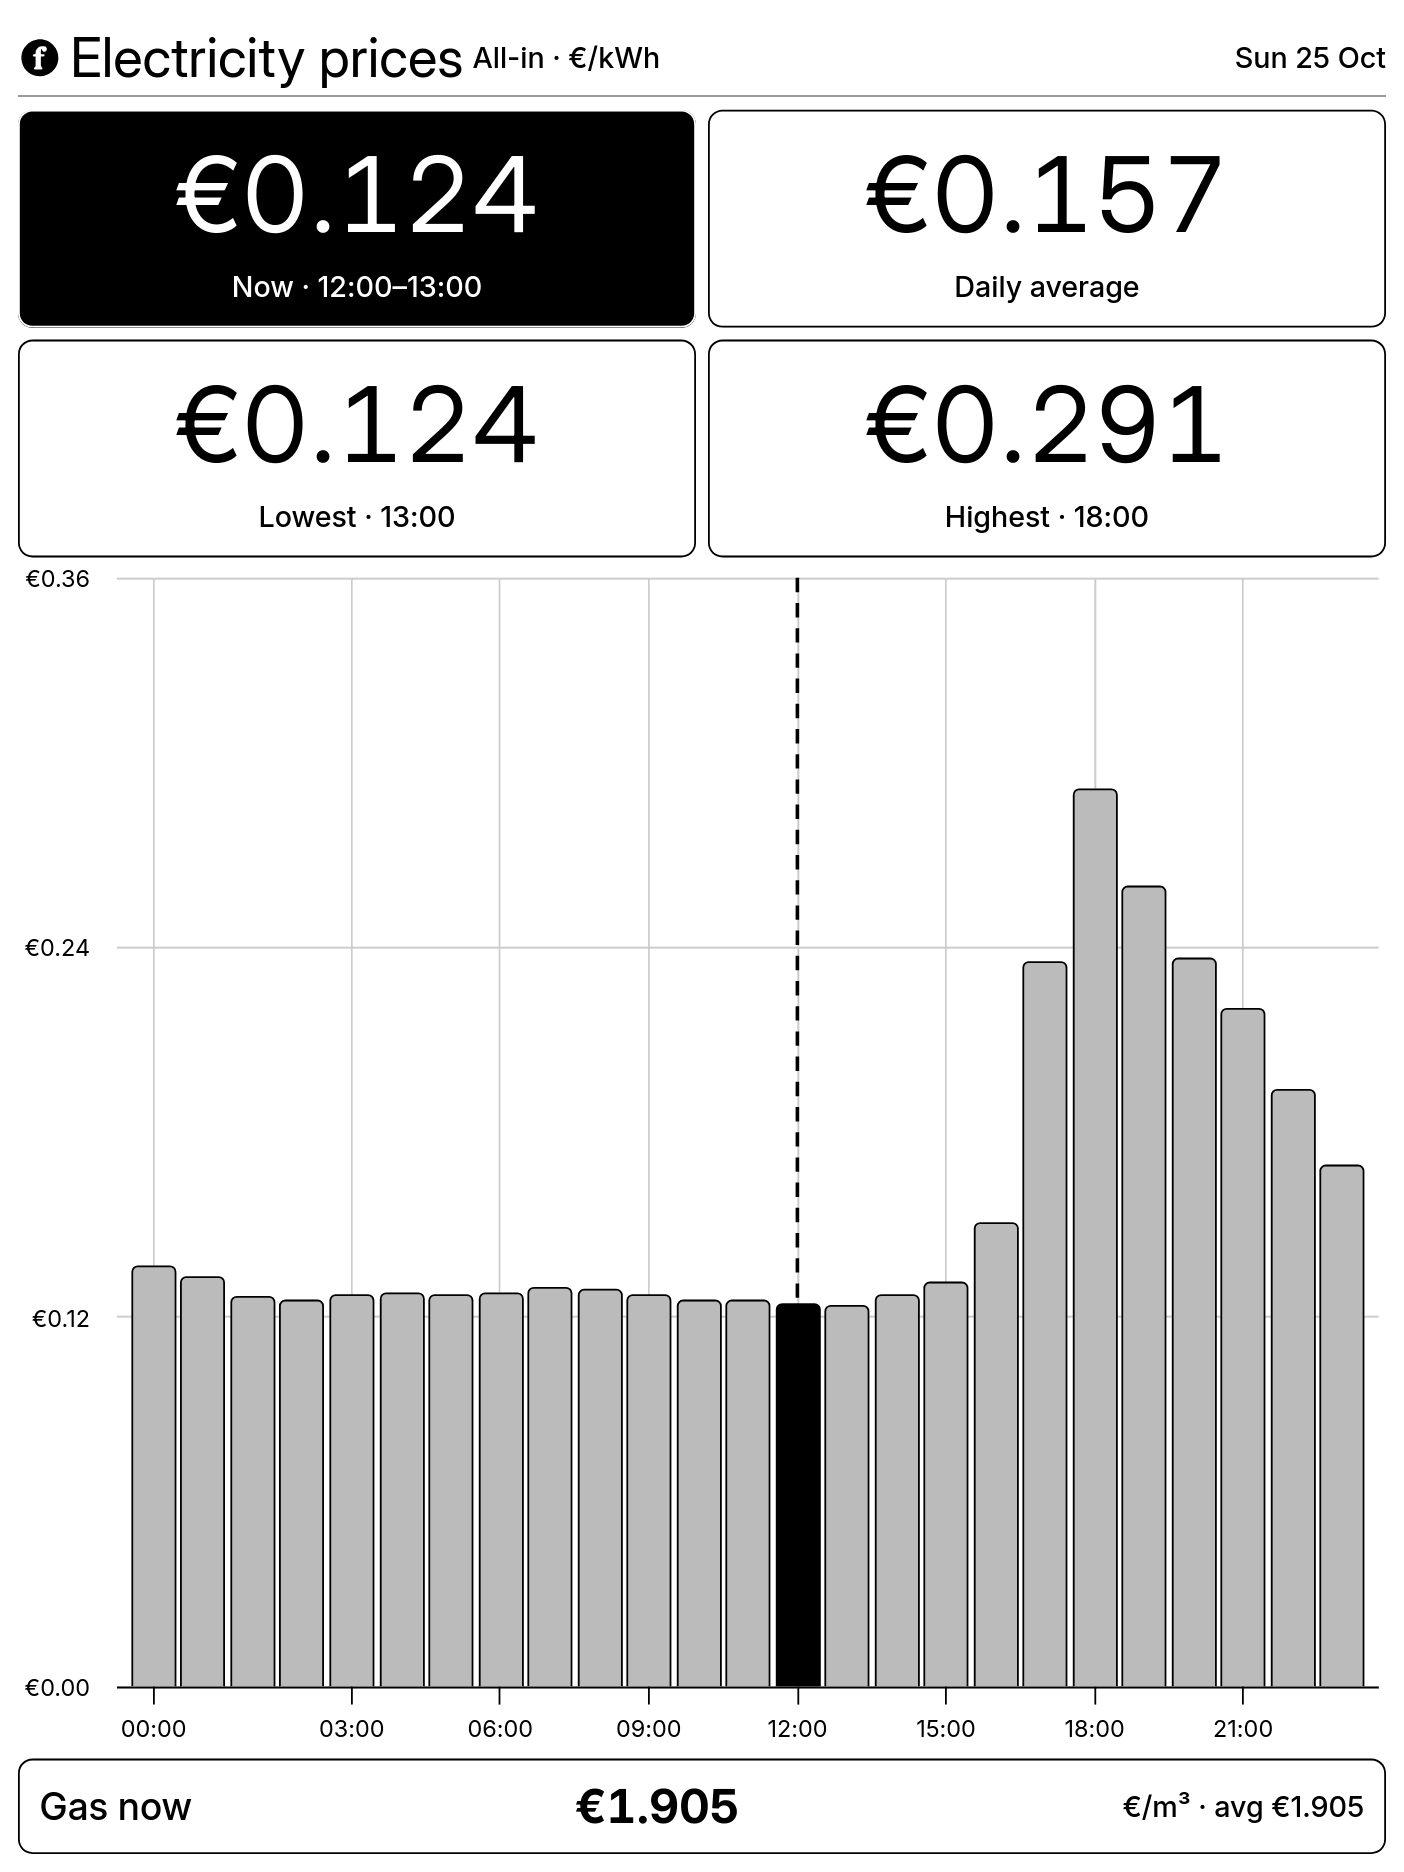 f Electricity prices All-in · €/kWh Sun 25 Oct
€0.124
Now · 12:00–13:00
€0.157
Daily average
€0.124
Lowest · 13:00
€0.291
Highest · 18:00
€0.36
€0.24
€0.12
€0.00
00:00 03:00 06:00 09:00 12:00 15:00 18:00 21:00
Gas now €1.905 €/m³ · avg €1.905